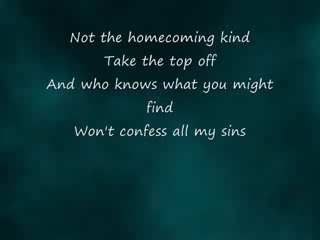 Not the homecoming kind
Take the top off
And who knows what you might
find
Won't confess all my sins